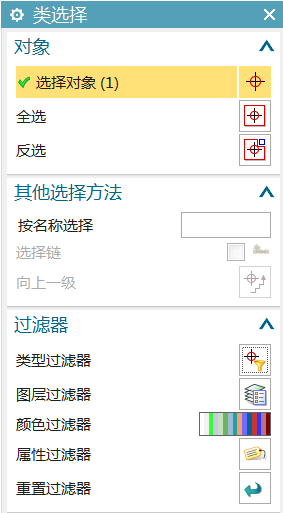 类选择
对象
选择对象 (1)
全选
反选
其他选择方法
按名称选择
选择链
向上一级
过滤器
类型过滤器
图层过滤器
颜色过滤器
属性过滤器
重置过滤器